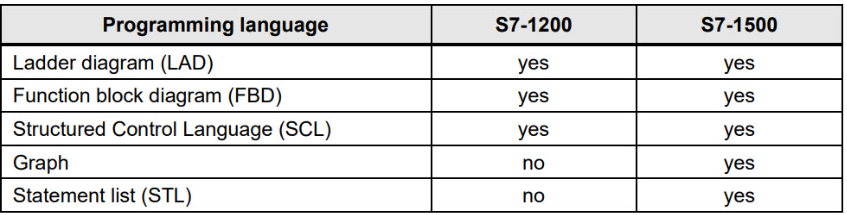 Programming language S7-1200 S7-1500
Ladder diagram (LAD) yes yes
Function block diagram (FBD) yes yes
Structured Control Language (SCL) yes yes
Graph no yes
Statement list (STL) no yes